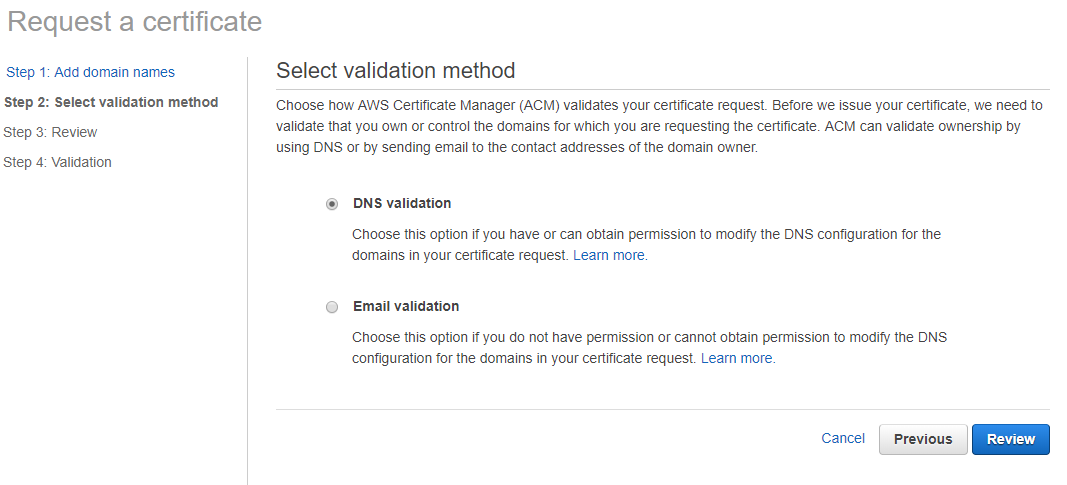 Request a certificate
Step 1: Add domain names
Step 2: Select validation method
Step 3: Review
Step 4: Validation
Select validation method
Choose how AWS Certificate Manager (ACM) validates your certificate request. Before we issue your certificate, we need to
validate that you own or control the domains for which you are requesting the certificate. ACM can validate ownership by
using DNS or by sending email to the contact addresses of the domain owner.
DNS validation
Choose this option if you have or can obtain permission to modify the DNS configuration for the
domains in your certificate request. Learn more.
Email validation
Choose this option if you do not have permission or cannot obtain permission to modify the DNS
configuration for the domains in your certificate request. Learn more.
Cancel Previous Review